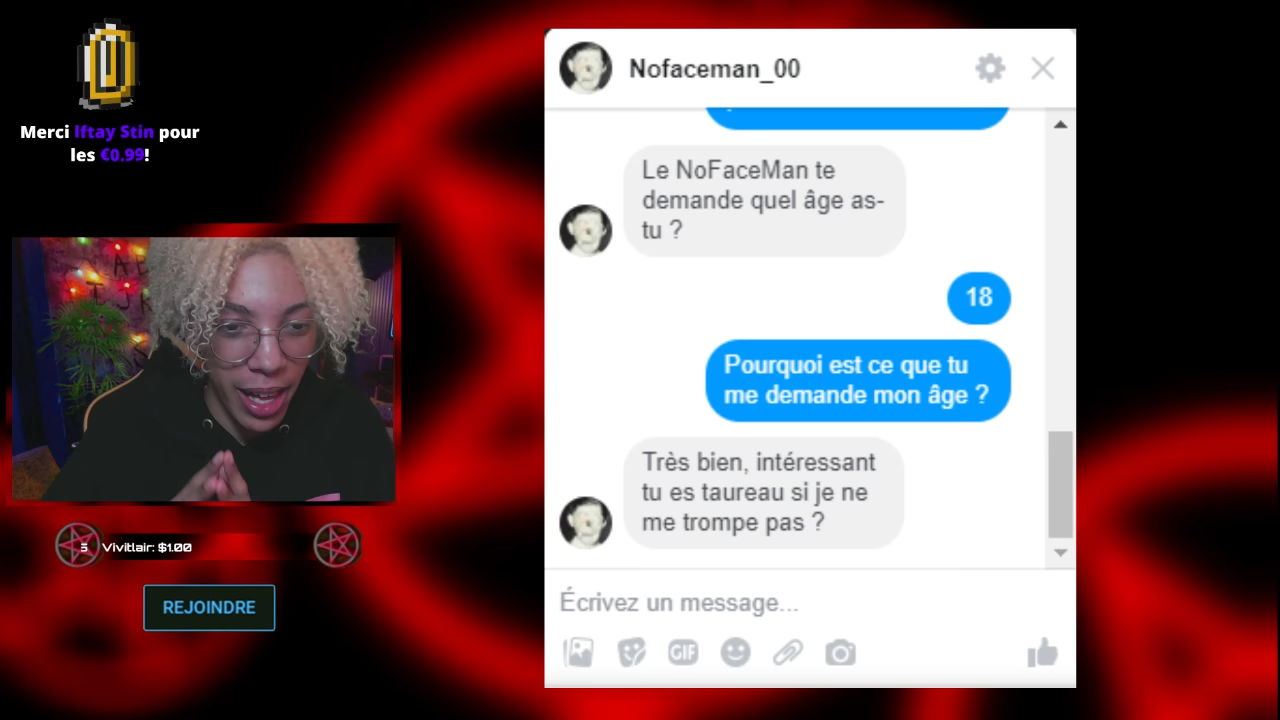 Merci Iftay Stin pour
les €0.99!
5 Vivitlair: $1.00
REJOINDRE
Nofaceman_00
Le NoFaceMan te
demande quel âge as-
tu ?
18
Pourquoi est ce que tu
me demande mon âge ?
Très bien, intéressant
tu es taureau si je ne
me trompe pas ?
Écrivez un message...
GIF